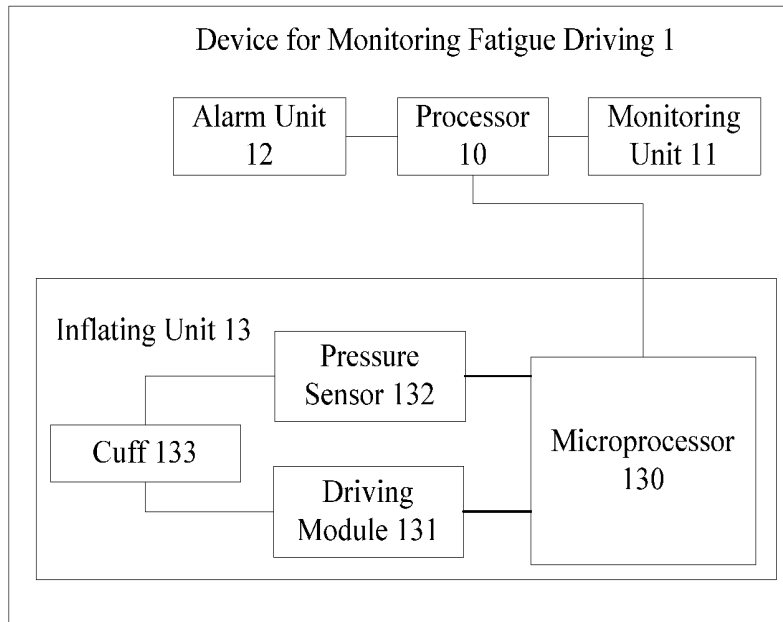 Device for Monitoring Fatigue Driving 1
Alarm Unit
12
Processor
10
Monitoring
Unit 11
Inflating Unit 13
Pressure
Sensor 132
Cuff 133
Driving
Module 131
Microprocessor
130